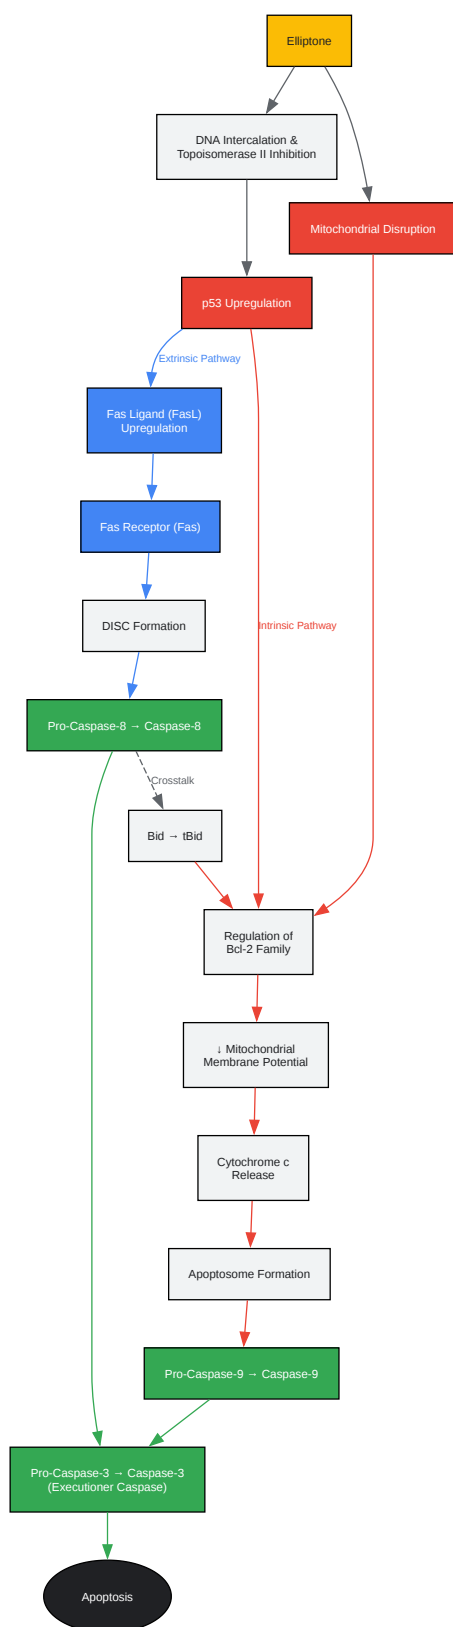 Elliptone
DNA Intercalation &
Topoisomerase II Inhibition
Mitochondrial Disruption
p53 Upregulation
Extrinsic Pathway
Fas Ligand (FasL)
Upregulation
Fas Receptor (Fas)
DISC Formation
Intrinsic Pathway
Pro-Caspase-8 → Caspase-8
Crosstalk
Bid → tBid
Regulation of
Bcl-2 Family
↓ Mitochondrial
Membrane Potential
Cytochrome c
Release
Apoptosome Formation
Pro-Caspase-9 → Caspase-9
Pro-Caspase-3 → Caspase-3
(Executioner Caspase)
Apoptosis